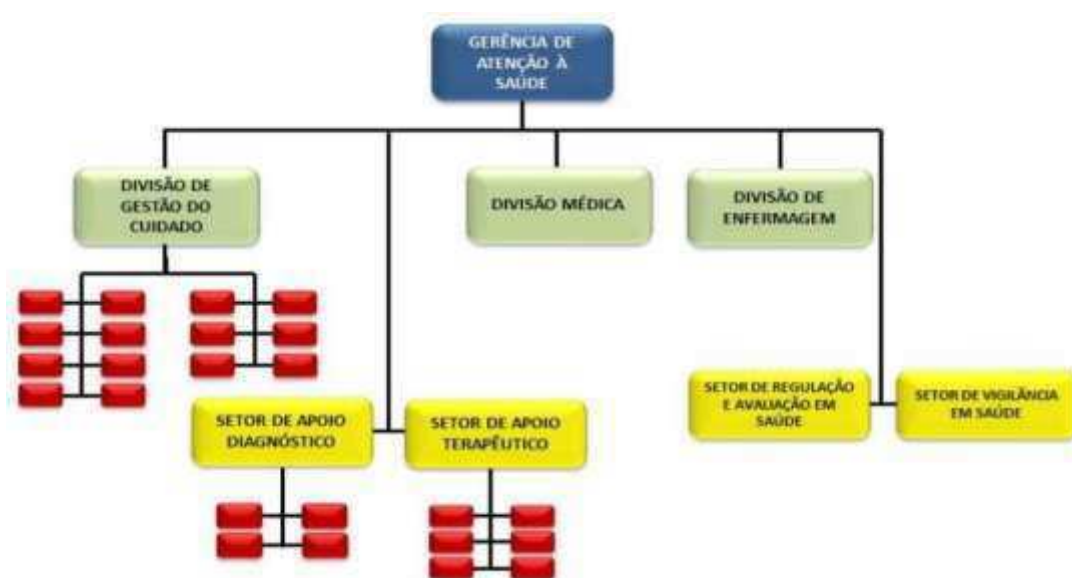 GERÊNCIA DE
ATENÇÃO À
SAÚDE
DIVISÃO DE
GESTÃO DO
CUIDADO
DIVISÃO MÉDICA
DIVISÃO DE
ENFERMAGEM
SETOR DE REGULAÇÃO
E AVALIAÇÃO EM
SAÚDE
SETOR DE VIGILÂNCIA
EM SAÚDE
SETOR DE APOIO
DIAGNÓSTICO
SETOR DE APOIO
TERAPÊUTICO